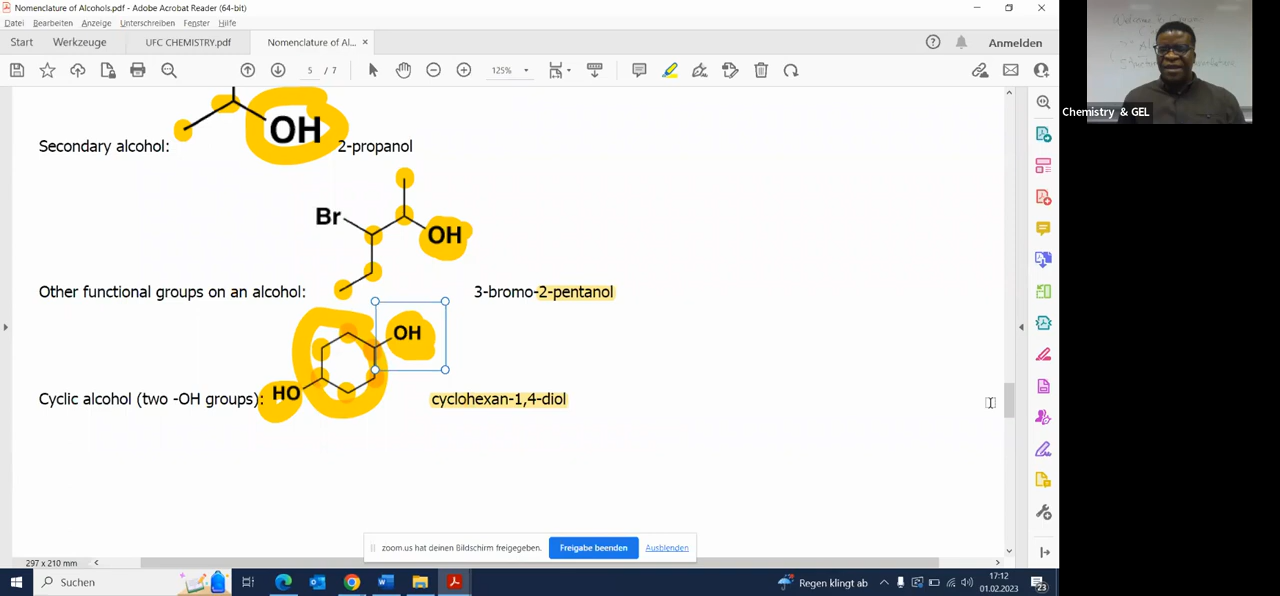 Nomenclature of Alcohols.pdf - Adobe Acrobat Reader (64-bit)
Datei Bearbeiten Anzeige Unterschreiben Fenster Hilfe
Start Werkzeuge UFC CHEMISTRY.pdf Nomenclature of Al... Anmelden
5 / 7 125%
Chemistry & GEL
OH
Secondary alcohol: 2-propanol
Br
OH
Other functional groups on an alcohol: 3-bromo-2-pentanol
OH
HO
Cyclic alcohol (two -OH groups): cyclohexan-1,4-diol
zoom.us hat deinen Bildschirm freigegeben. Freigabe beenden Ausblenden
297 x 210 mm
Suchen Regen klingt ab 17:12
01.02.2023 23